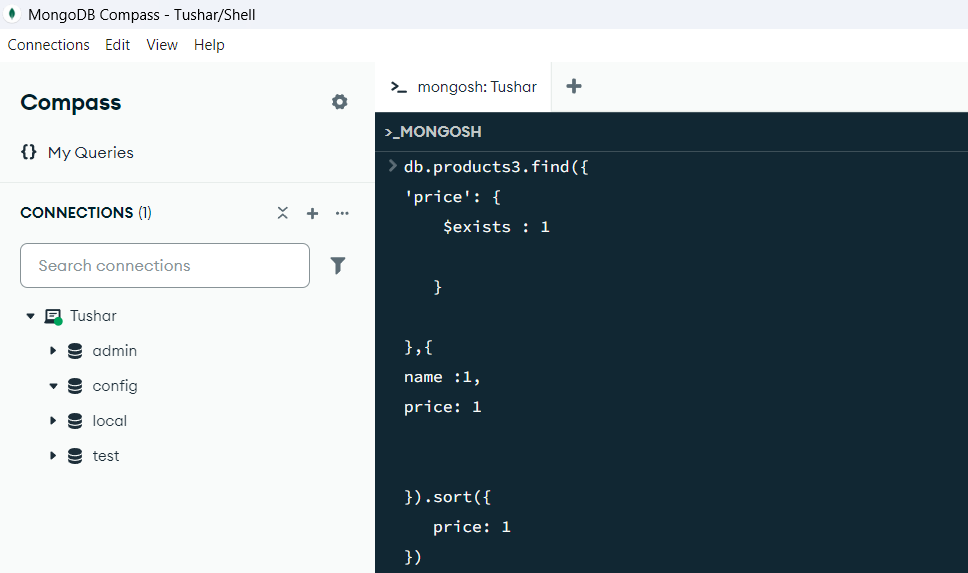 MongoDB Compass - Tushar/Shell
Connections Edit View Help
Compass
{} My Queries
CONNECTIONS (1)
Search connections
Tushar
admin
config
local
test
>_ mongosh: Tushar
>_MONGOSH
> db.products3.find({
'price': {
$exists : 1
}
},{
name :1,
price: 1
}).sort({
price: 1
})